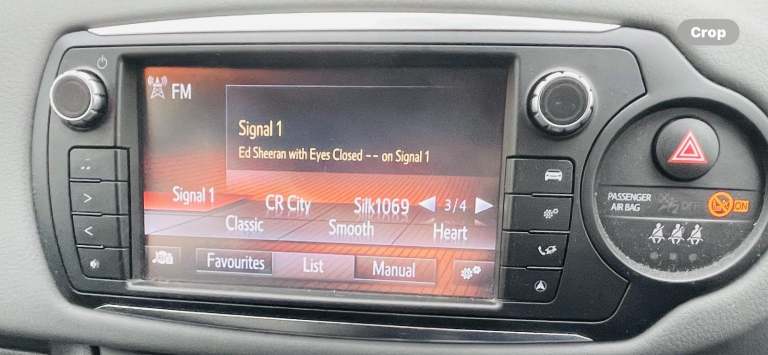 Crop
FM
Signal 1
Ed Sheeran with Eyes Closed -- on Signal 1
Signal 1 CR City Silk1069 3/4
Classic Smooth Heart
Favourites List Manual
PASSENGER
AIR BAG OFF ON